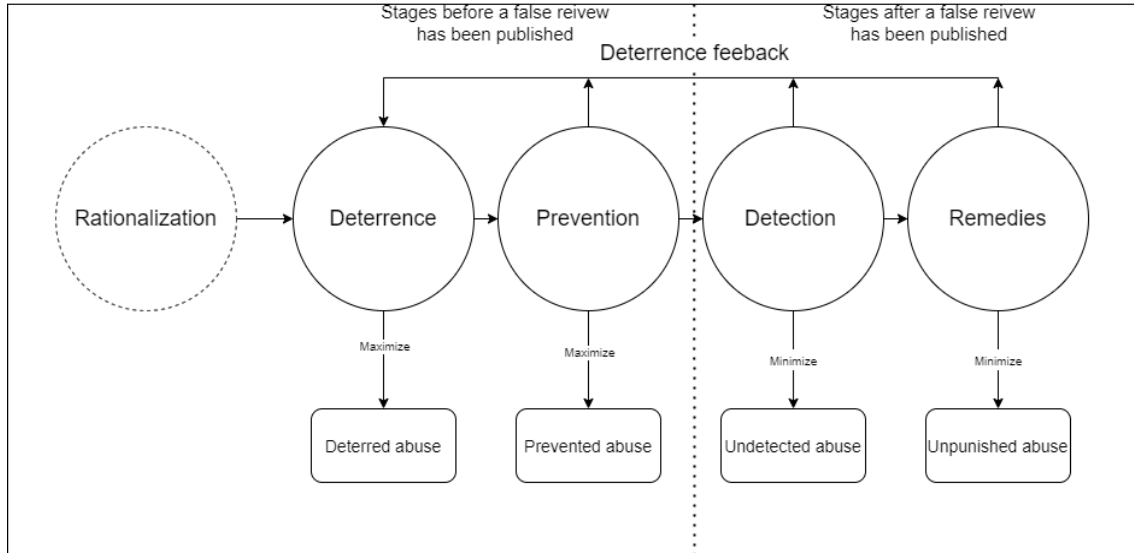 Stages before a false reivew
has been published
Stages after a false reivew
has been published
Deterrence feeback
Rationalization
Deterrence
Prevention
Detection
Remedies
Maximize
Maximize
Minimize
Minimize
Deterred abuse
Prevented abuse
Undetected abuse
Unpunished abuse